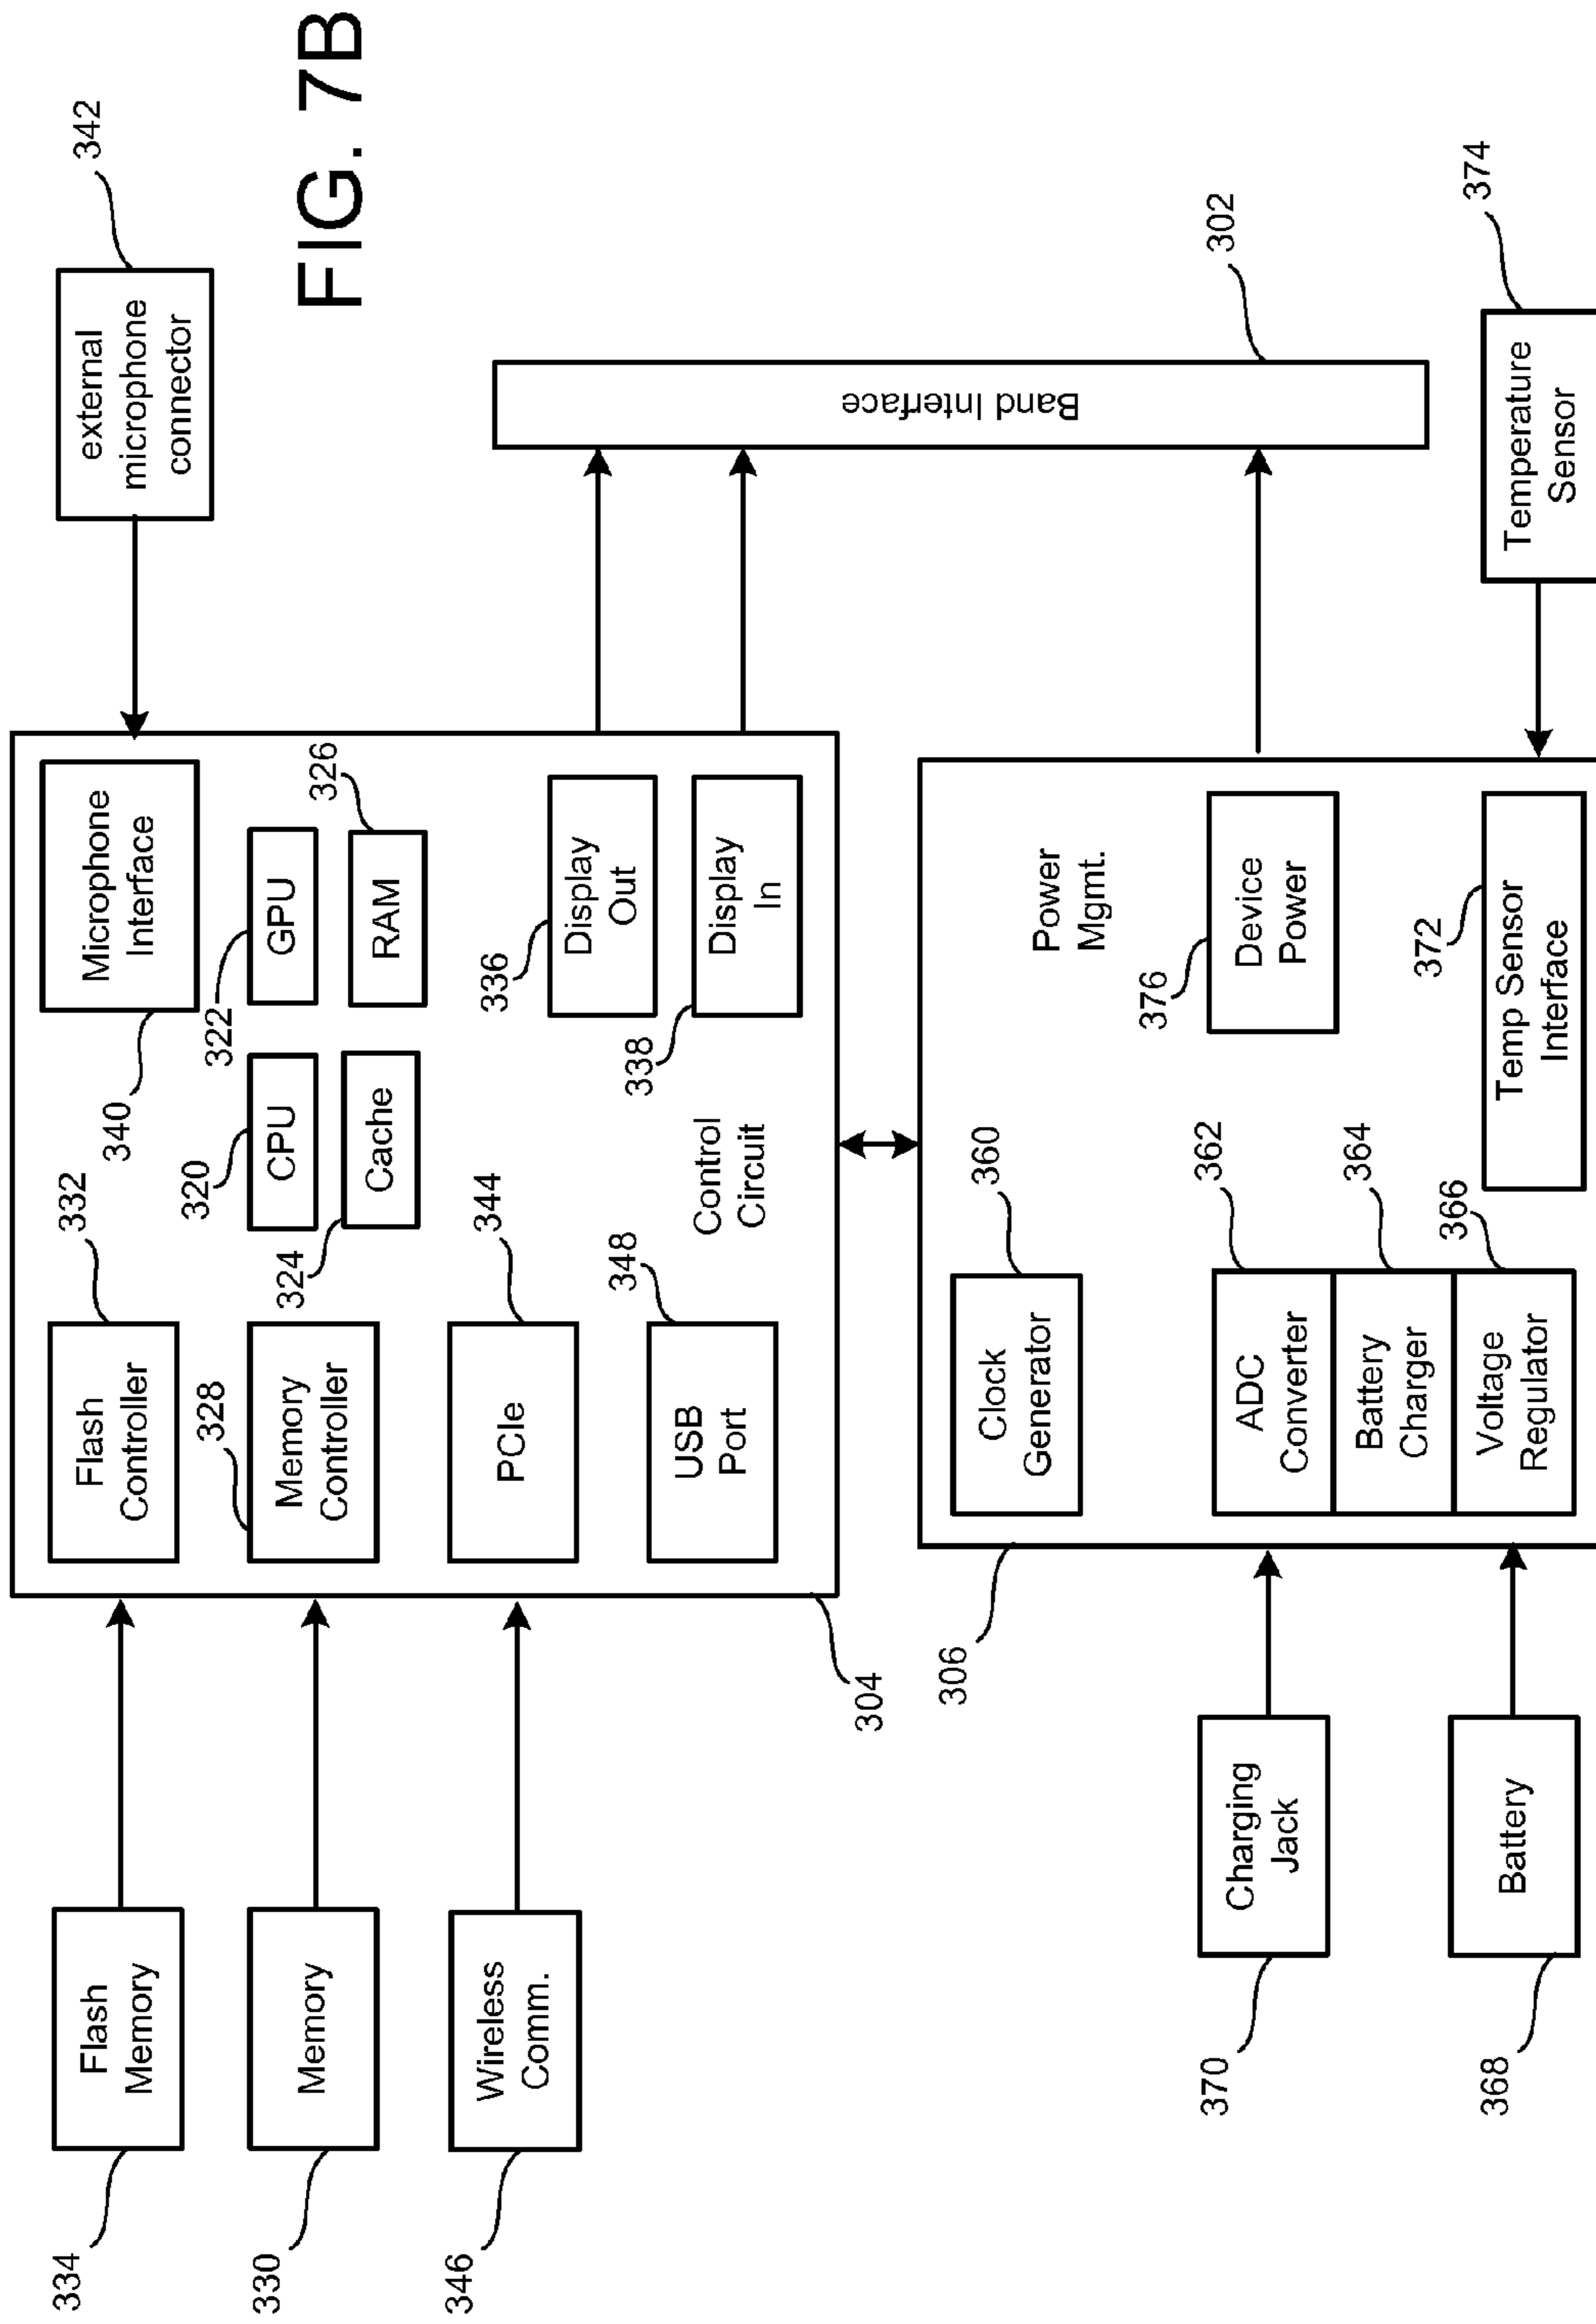 FIG. 7B
334
Flash
Memory
330
Memory
346
Wireless
Comm.
304
332
Flash
Controller
328
Memory
Controller
344
PCIe
348
USB
Port
320
CPU
324
Cache
322
GPU
326
RAM
340
Microphone
Interface
342
external
microphone
connector
336
Display
Out
338
Display
In
Control
Circuit
302
Band Interface
306
360
Clock
Generator
Power
Mgmt.
370
Charging
Jack
368
Battery
362
ADC
Converter
364
Battery
Charger
366
Voltage
Regulator
376
Device
Power
372
Temp Sensor
Interface
374
Temperature
Sensor